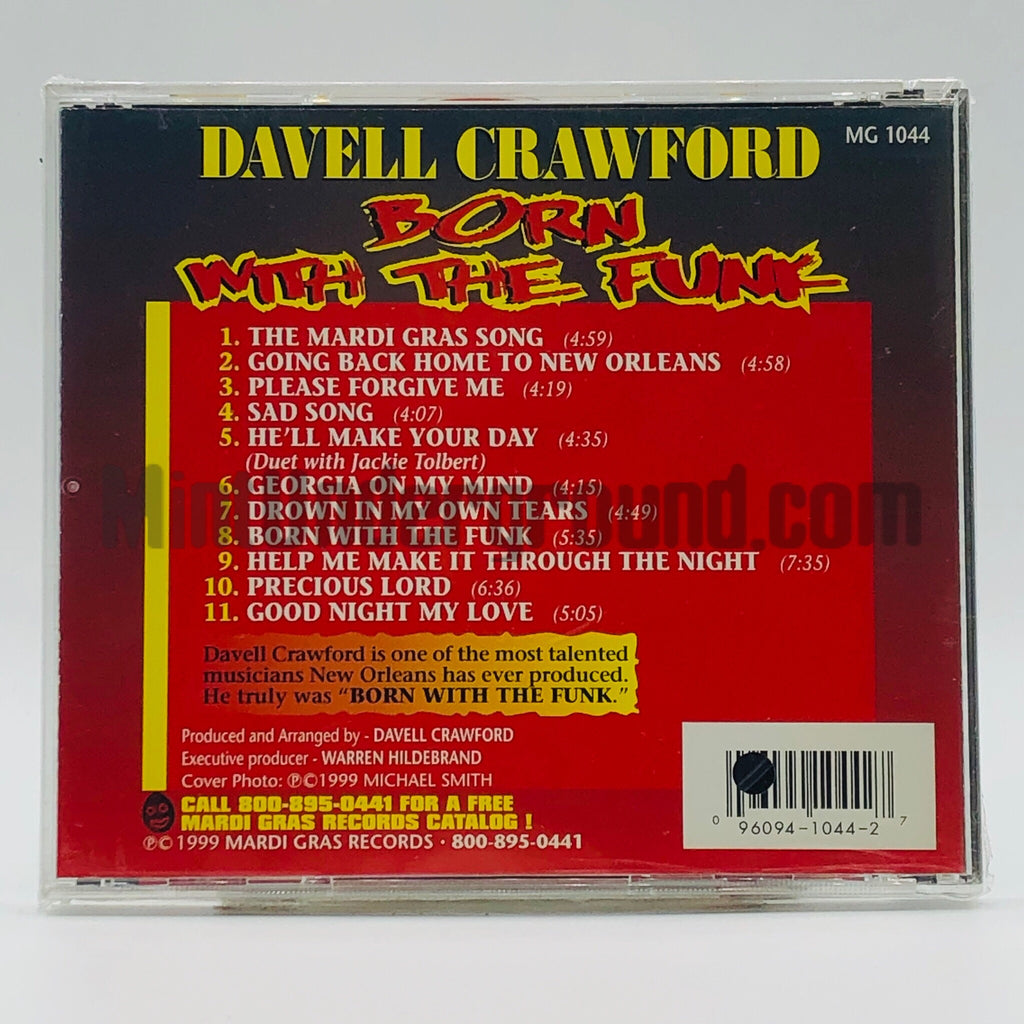 DAVELL CRAWFORD
MG 1044
BORN
WITH THE FUNK
1. THE MARDI GRAS SONG (4:59)
2. GOING BACK HOME TO NEW ORLEANS (4:58)
3. PLEASE FORGIVE ME (4:19)
4. SAD SONG (4:07)
5. HE'LL MAKE YOUR DAY (4:35)
(Duet with Jackie Tolbert)
6. GEORGIA ON MY MIND (4:15)
7. DROWN IN MY OWN TEARS (4:49)
8. BORN WITH THE FUNK (5:35)
9. HELP ME MAKE IT THROUGH THE NIGHT (7:35)
10. PRECIOUS LORD (6:36)
11. GOOD NIGHT MY LOVE (5:05)
MintUnderground.com
Davell Crawford is one of the most talented
musicians New Orleans has ever produced.
He truly was "BORN WITH THE FUNK."
Produced and Arranged by - DAVELL CRAWFORD
Executive producer - WARREN HILDEBRAND
Cover Photo: ℗©1999 MICHAEL SMITH
CALL 800-895-0441 FOR A FREE
MARDI GRAS RECORDS CATALOG !
℗© 1999 MARDI GRAS RECORDS · 800-895-0441
0 96094-1044-2 7